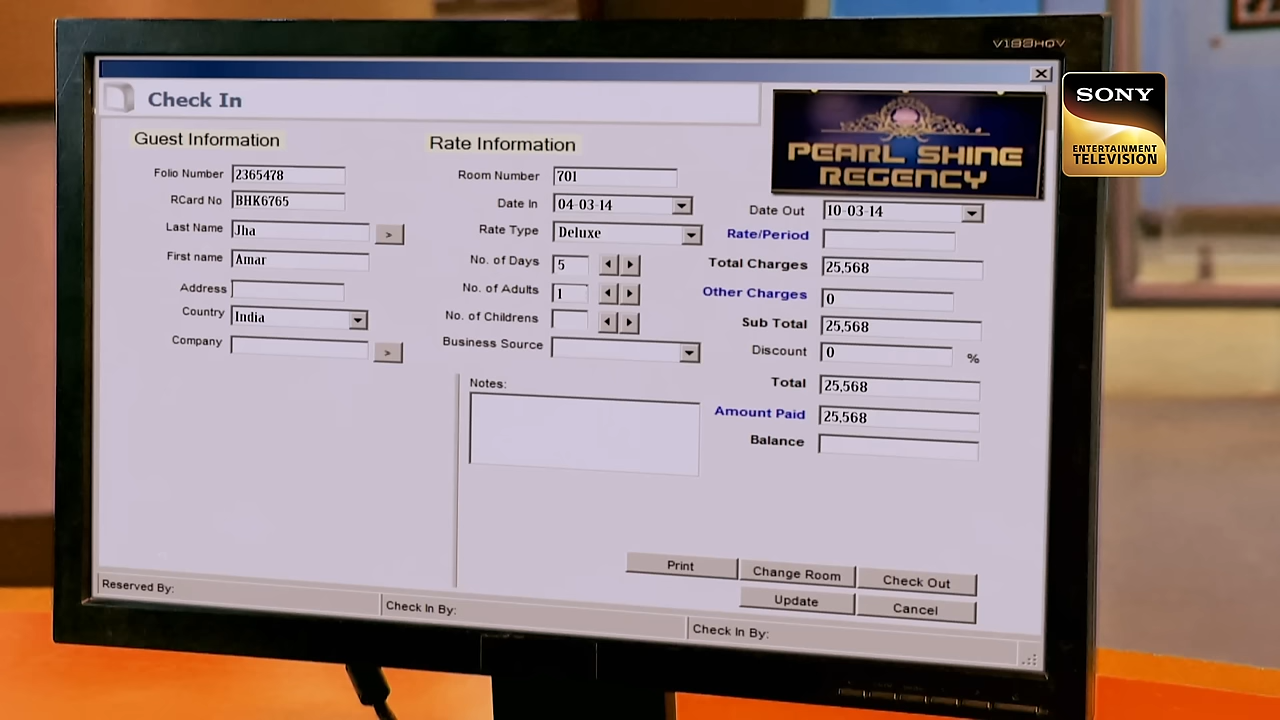 V193HQV
Check In
PEARL SHINE
REGENCY
SONY
ENTERTAINMENT
TELEVISION
Guest Information
Folio Number 2365478
RCard No BHK6765
Last Name Jha >
First name Amar
Address
Country India
Company >
Rate Information
Room Number 701
Date In 04-03-14
Rate Type Deluxe
No. of Days 5
No. of Adults 1
No. of Childrens
Business Source
Notes:
Date Out 10-03-14
Rate/Period
Total Charges 25,568
Other Charges 0
Sub Total 25,568
Discount 0 %
Total 25,568
Amount Paid 25,568
Balance
Print Change Room Check Out
Update Cancel
Reserved By: Check In By: Check In By: